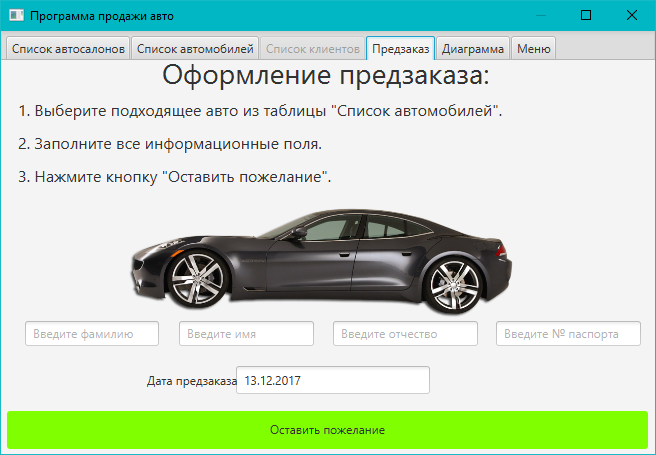 Программа продажи авто
Список автосалонов Список автомобилей Список клиентов Предзаказ Диаграмма Меню
Оформление предзаказа:
1. Выберите подходящее авто из таблицы "Список автомобилей".
2. Заполните все информационные поля.
3. Нажмите кнопку "Оставить пожелание".
Введите фамилию Введите имя Введите отчество Введите № паспорта
Дата предзаказа 13.12.2017
Оставить пожелание